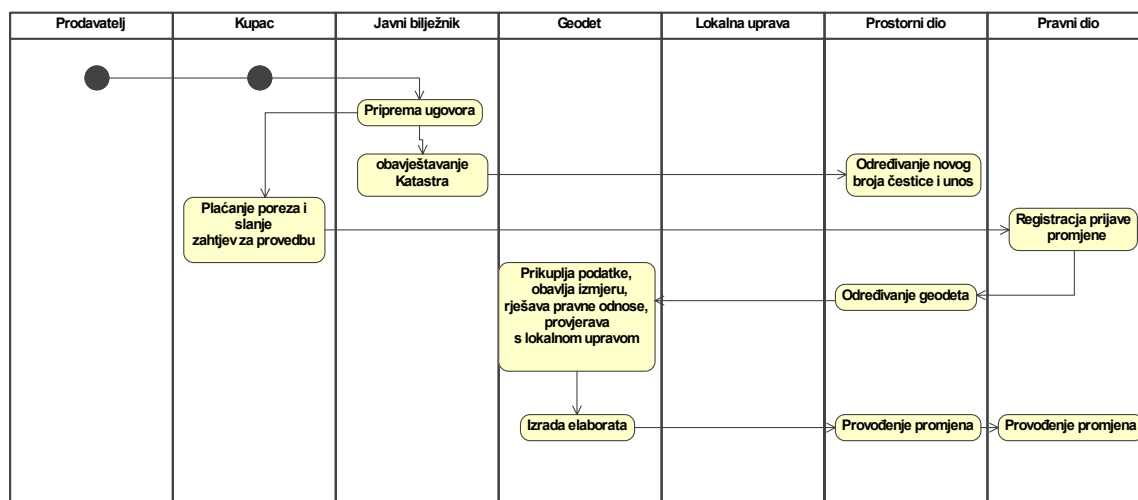 Prodavatelj
Kupac
Javni bilježnik
Geodet
Lokalna uprava
Prostorni dio
Pravni dio
Priprema ugovora
obavještavanje
Katastra
Određivanje novog
broja čestice i unos
Plaćanje poreza i
slanje
zahtjev za provedbu
Registracja prijave
promjene
Prikuplja podatke,
obavlja izmjeru,
rješava pravne odnose,
provjerava
s lokalnom upravom
Određivanje geodeta
Izrada elaborata
Provođenje promjena
Provođenje promjena